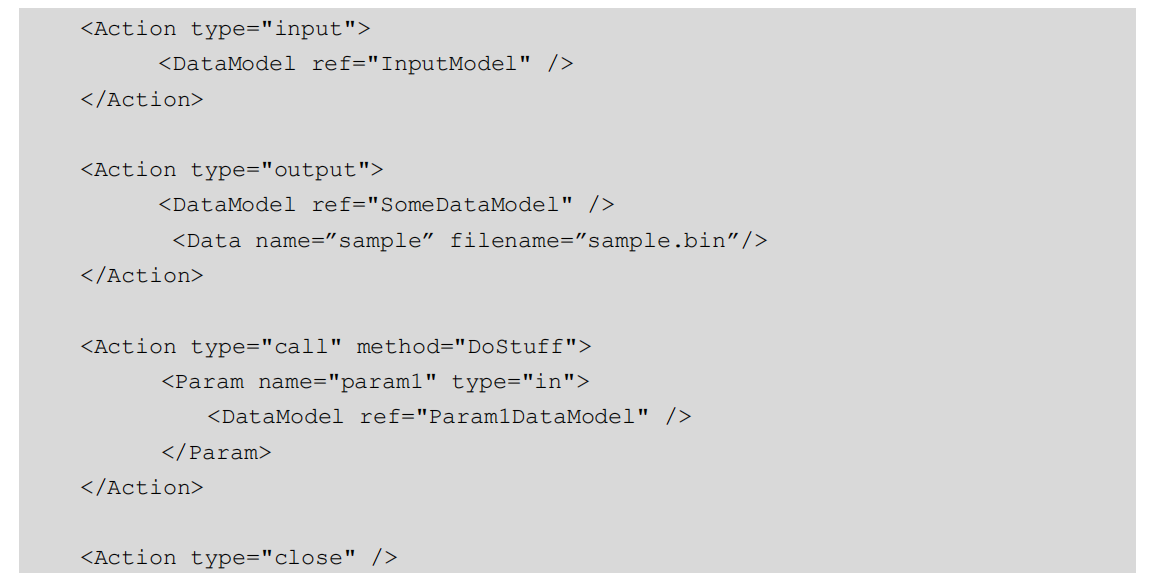 <Action type="input">
<DataModel ref="InputModel" />
</Action>
<Action type="output">
<DataModel ref="SomeDataModel" />
<Data name=”sample” filename=”sample.bin”/>
</Action>
<Action type="call" method="DoStuff">
<Param name="param1" type="in">
<DataModel ref="Param1DataModel" />
</Param>
</Action>
<Action type="close" />